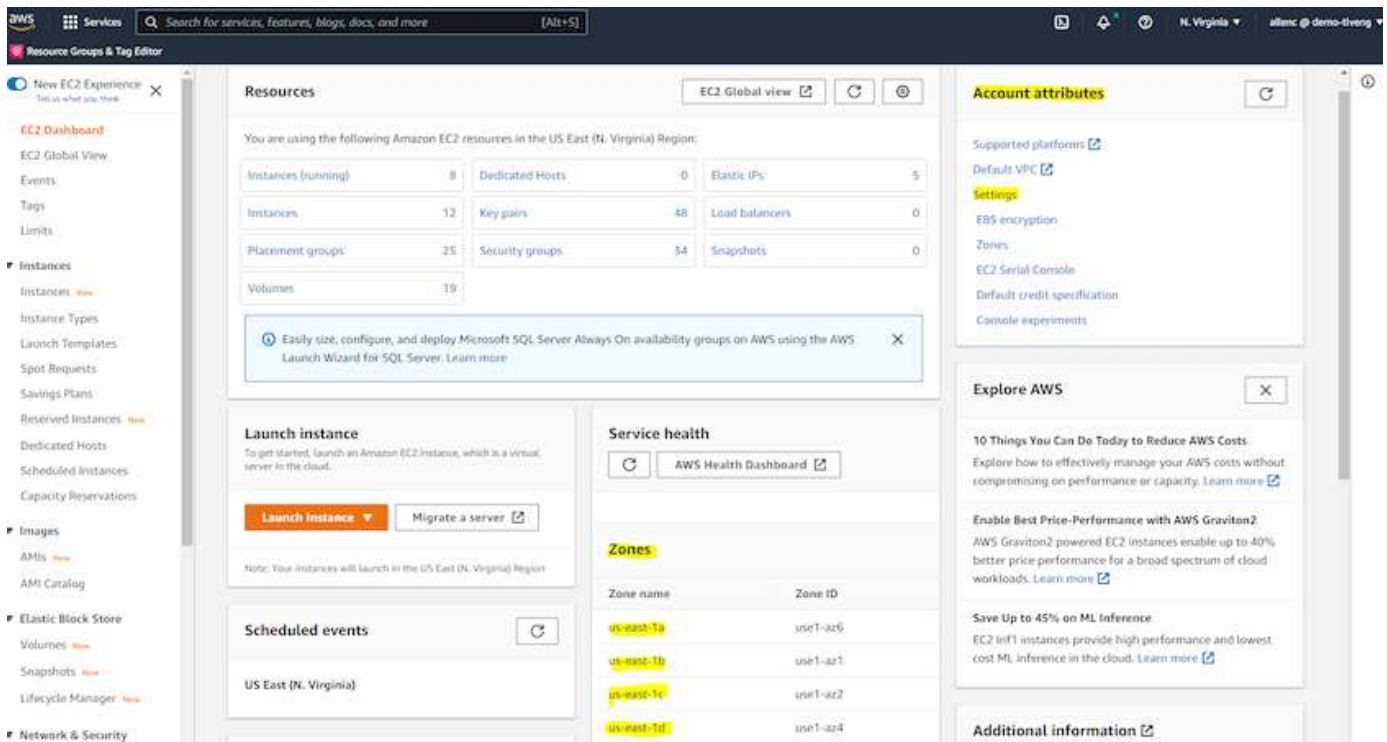 aws
Services
Search for services, features, blogs, docs, and more
[Alt+S]
N. Virginia
allenc @ demo-tlveng
Resource Groups & Tag Editor
New EC2 Experience
Tell us what you think
EC2 Dashboard
EC2 Global View
Events
Tags
Limits
Instances
Instances New
Instance Types
Launch Templates
Spot Requests
Savings Plans
Reserved Instances New
Dedicated Hosts
Scheduled Instances
Capacity Reservations
Images
AMIs New
AMI Catalog
Elastic Block Store
Volumes New
Snapshots New
Lifecycle Manager New
Network & Security
Resources
EC2 Global view
You are using the following Amazon EC2 resources in the US East (N. Virginia) Region:
Instances (running) 8
Dedicated Hosts 0
Elastic IPs 5
Instances 12
Key pairs 48
Load balancers 0
Placement groups 25
Security groups 34
Snapshots 0
Volumes 19
Easily size, configure, and deploy Microsoft SQL Server Always On availability groups on AWS using the AWS
Launch Wizard for SQL Server. Learn more
Launch instance
To get started, launch an Amazon EC2 instance, which is a virtual
server in the cloud.
Launch instance
Migrate a server
Note: Your instances will launch in the US East (N. Virginia) Region
Scheduled events
US East (N. Virginia)
Service health
AWS Health Dashboard
Zones
Zone name Zone ID
us-east-1a use1-az6
us-east-1b use1-az1
us-east-1c use1-az2
us-east-1d use1-az4
Account attributes
Supported platforms
Default VPC
Settings
EBS encryption
Zones
EC2 Serial Console
Default credit specification
Console experiments
Explore AWS
10 Things You Can Do Today to Reduce AWS Costs
Explore how to effectively manage your AWS costs without
compromising on performance or capacity. Learn more
Enable Best Price-Performance with AWS Graviton2
AWS Graviton2 powered EC2 instances enable up to 40%
better price performance for a broad spectrum of cloud
workloads. Learn more
Save Up to 45% on ML Inference
EC2 Inf1 instances provide high performance and lowest
cost ML inference in the cloud. Learn more
Additional information